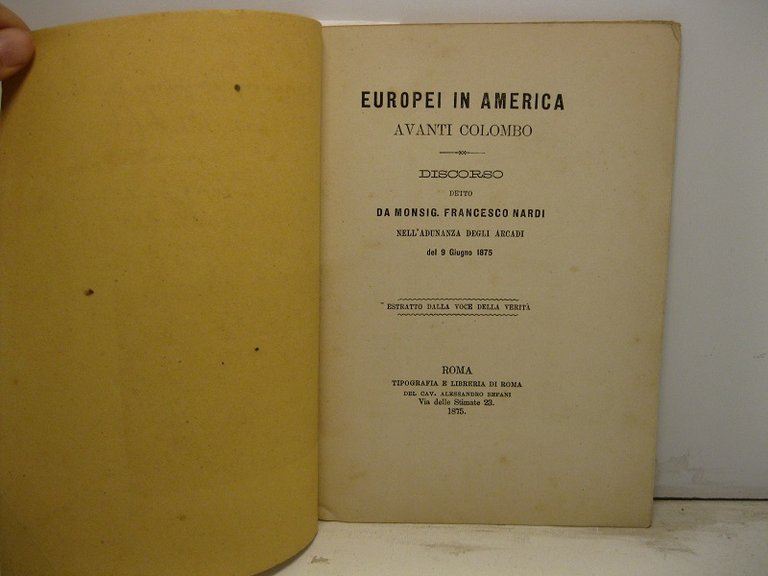 EUROPEI IN AMERICA
AVANTI COLOMBO
DISCORSO
DETTO
DA MONSIG. FRANCESCO NARDI
NELL'ADUNANZA DEGLI ARCADI
del 9 Giugno 1875
ESTRATTO DALLA VOCE DELLA VERITÀ
ROMA
TIPOGRAFIA E LIBRERIA DI ROMA
DEL CAV. ALESSANDRO BEFANI
Via delle Stimate 23.
1875.